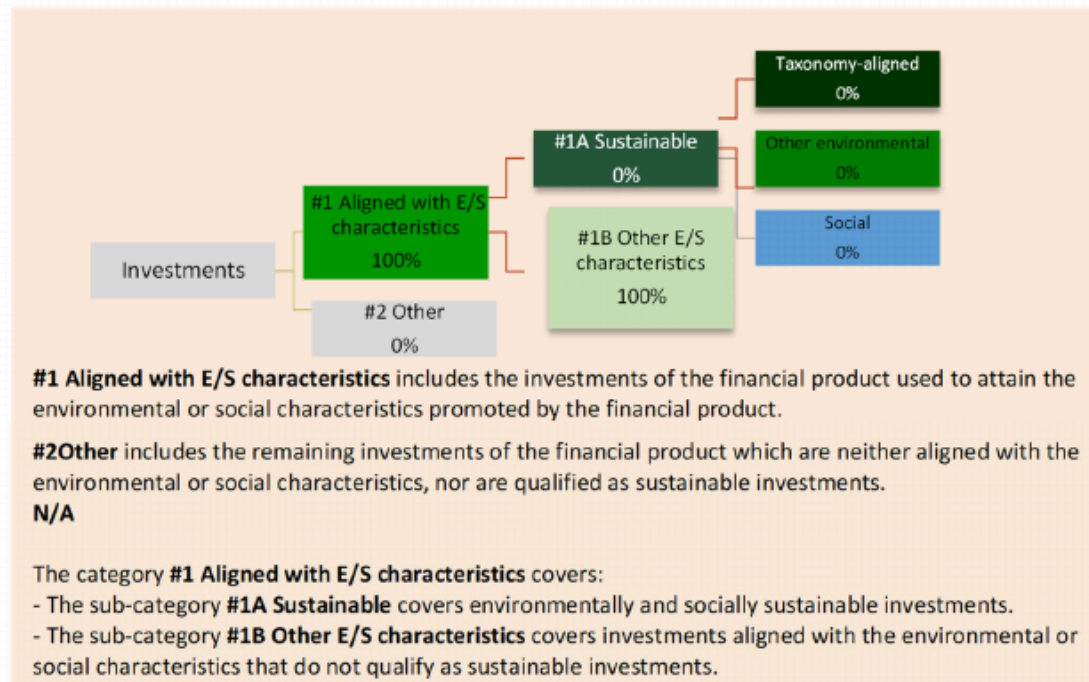 Taxonomy-aligned
0%
#1A Sustainable
0%
Other environmental
0%
#1 Aligned with E/S
characteristics
100%
#1B Other E/S
characteristics
100%
Social
0%
Investments
#2 Other
0%
#1 Aligned with E/S characteristics includes the investments of the financial product used to attain the
environmental or social characteristics promoted by the financial product.
#2Other includes the remaining investments of the financial product which are neither aligned with the
environmental or social characteristics, nor are qualified as sustainable investments.
N/A
The category #1 Aligned with E/S characteristics covers:
- The sub-category #1A Sustainable covers environmentally and socially sustainable investments.
- The sub-category #1B Other E/S characteristics covers investments aligned with the environmental or
social characteristics that do not qualify as sustainable investments.